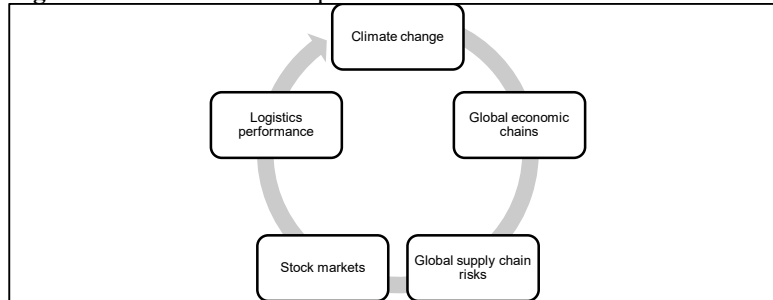 Climate change
Global economic
chains
Global supply chain
risks
Stock markets
Logistics
performance